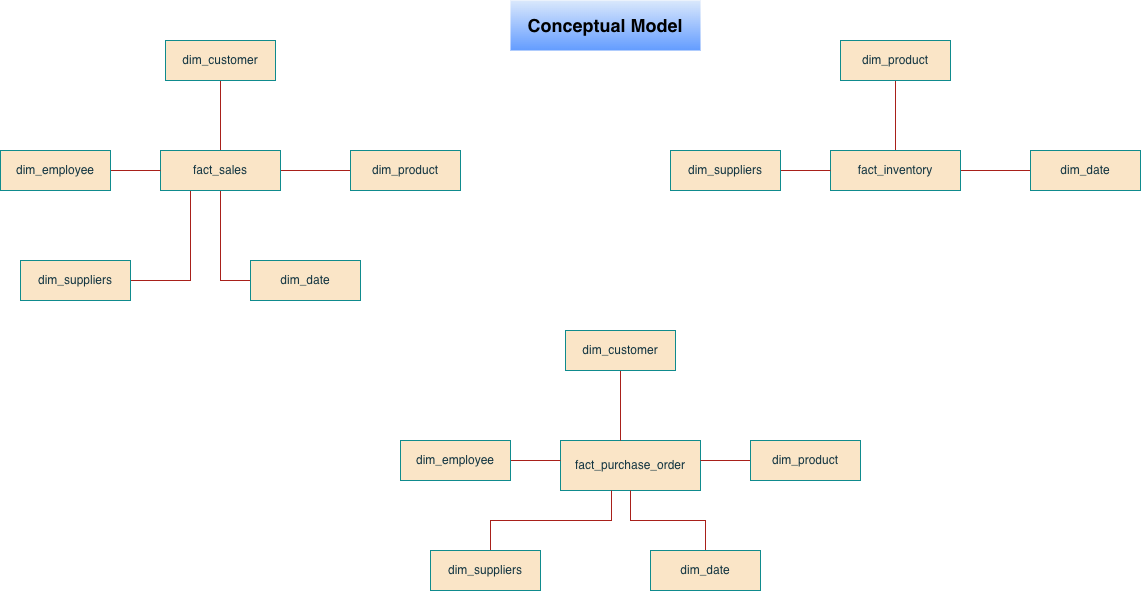 Conceptual Model
dim_customer
dim_product
dim_employee
fact_sales
dim_product
dim_suppliers
fact_inventory
dim_date
dim_suppliers
dim_date
dim_customer
dim_employee
fact_purchase_order
dim_product
dim_suppliers
dim_date